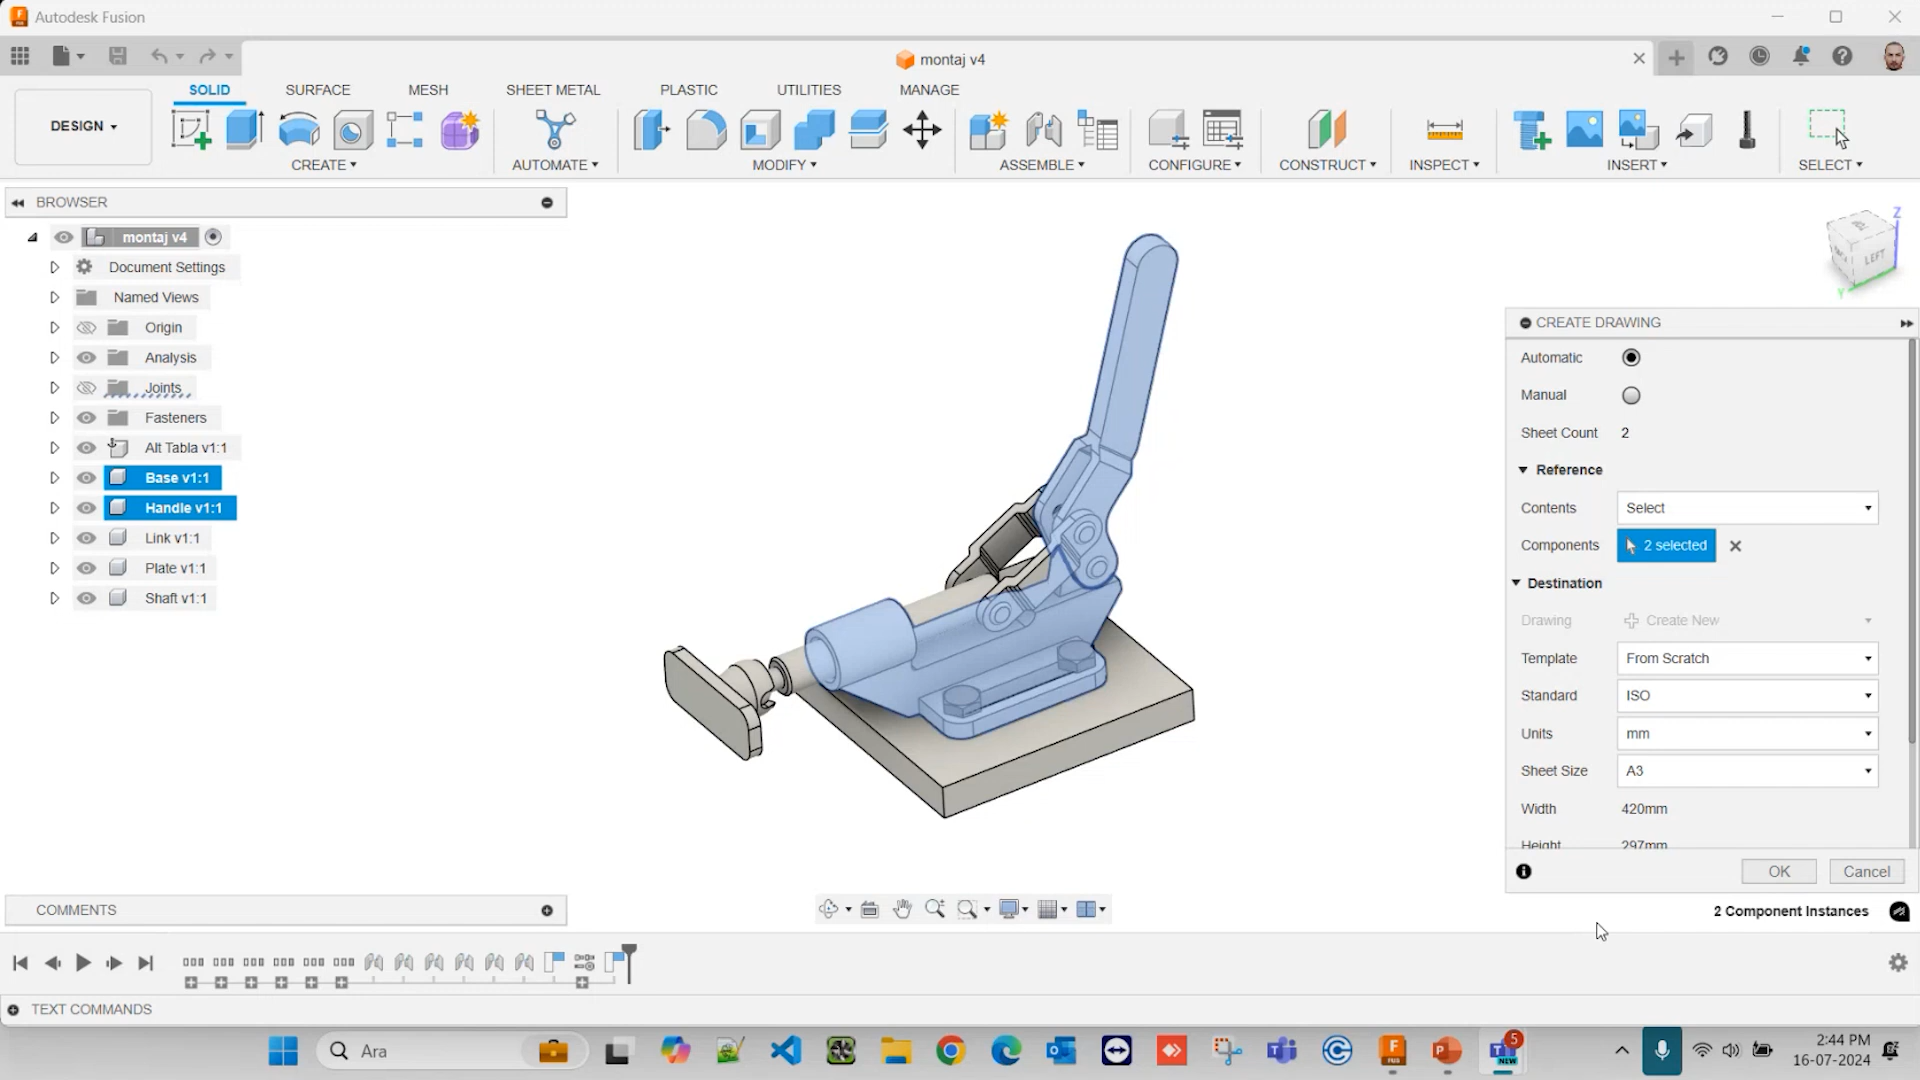 Autodesk Fusion
montaj v4
SOLID
SURFACE
MESH
SHEET METAL
PLASTIC
UTILITIES
MANAGE
DESIGN
CREATE
AUTOMATE
MODIFY
ASSEMBLE
CONFIGURE
CONSTRUCT
INSPECT
INSERT
SELECT
BROWSER
montaj v4
Document Settings
Named Views
Origin
Analysis
Joints
Fasteners
Alt Tabla v1:1
Base v1:1
Handle v1:1
Link v1:1
Plate v1:1
Shaft v1:1
Z
LEFT
Y
CREATE DRAWING
Automatic
Manual
Sheet Count 2
Reference
Contents Select
Components 2 selected
Destination
Drawing Create New
Template From Scratch
Standard ISO
Units mm
Sheet Size A3
Width 420mm
Height 297mm
OK Cancel
COMMENTS
2 Component Instances
TEXT COMMANDS
Ara
5
NEW
2:44 PM
16-07-2024